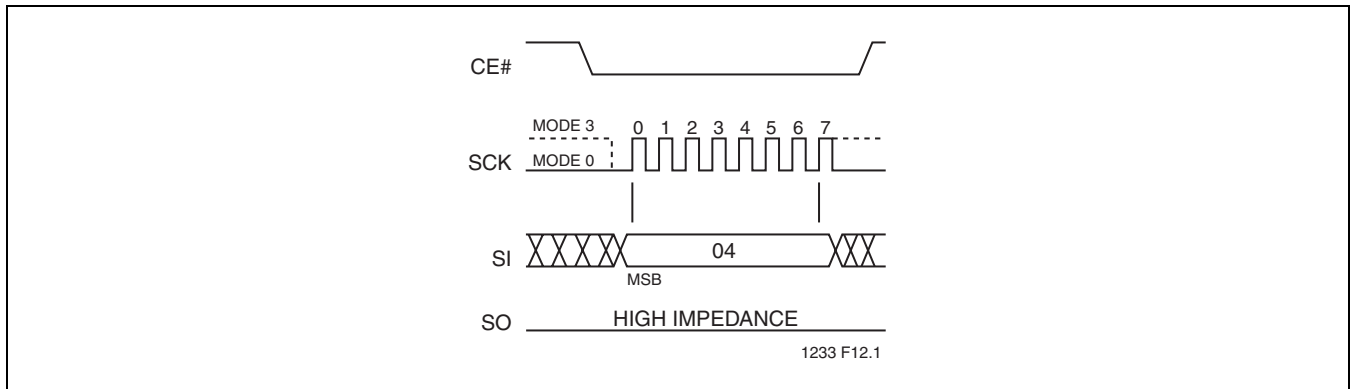 CE#
MODE 3
0 1 2 3 4 5 6 7
SCK
MODE 0
SI
04
MSB
SO
HIGH IMPEDANCE
1233 F12.1